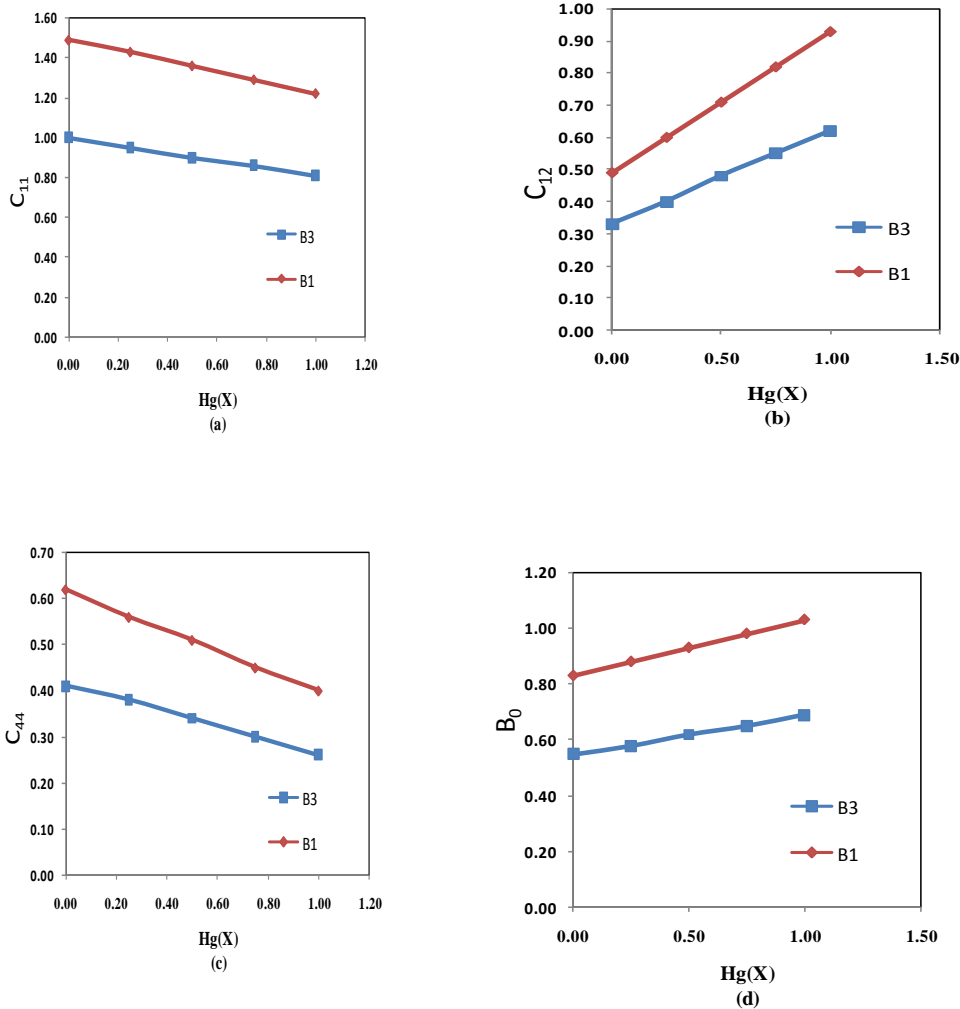 1.60
1.40
1.20
1.00
0.80
0.60
0.40
0.20
0.00
C11
B3
B1
0.00 0.20 0.40 0.60 0.80 1.00 1.20
Hg(X)
(a)
1.00
0.90
0.80
0.70
0.60
0.50
0.40
0.30
0.20
0.10
0.00
C12
B3
B1
0.00 0.50 1.00 1.50
Hg(X)
(b)
0.70
0.60
0.50
0.40
0.30
0.20
0.10
0.00
C44
B3
B1
0.00 0.20 0.40 0.60 0.80 1.00 1.20
Hg(X)
(c)
1.20
1.00
0.80
0.60
0.40
0.20
0.00
B0
B3
B1
0.00 0.50 1.00 1.50
Hg(X)
(d)